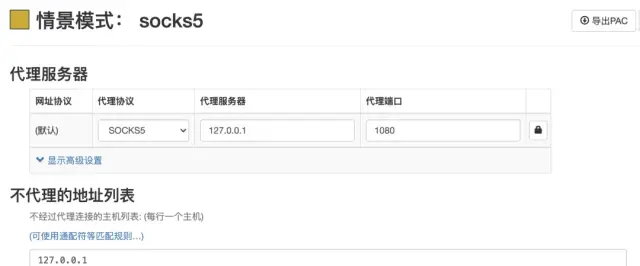 情景模式： socks5
导出PAC
代理服务器
网址协议 代理协议 代理服务器 代理端口
(默认) SOCKS5 127.0.0.1 1080
显示高级设置
不代理的地址列表
不经过代理连接的主机列表: (每行一个主机)
(可使用通配符等匹配规则…)
127.0.0.1